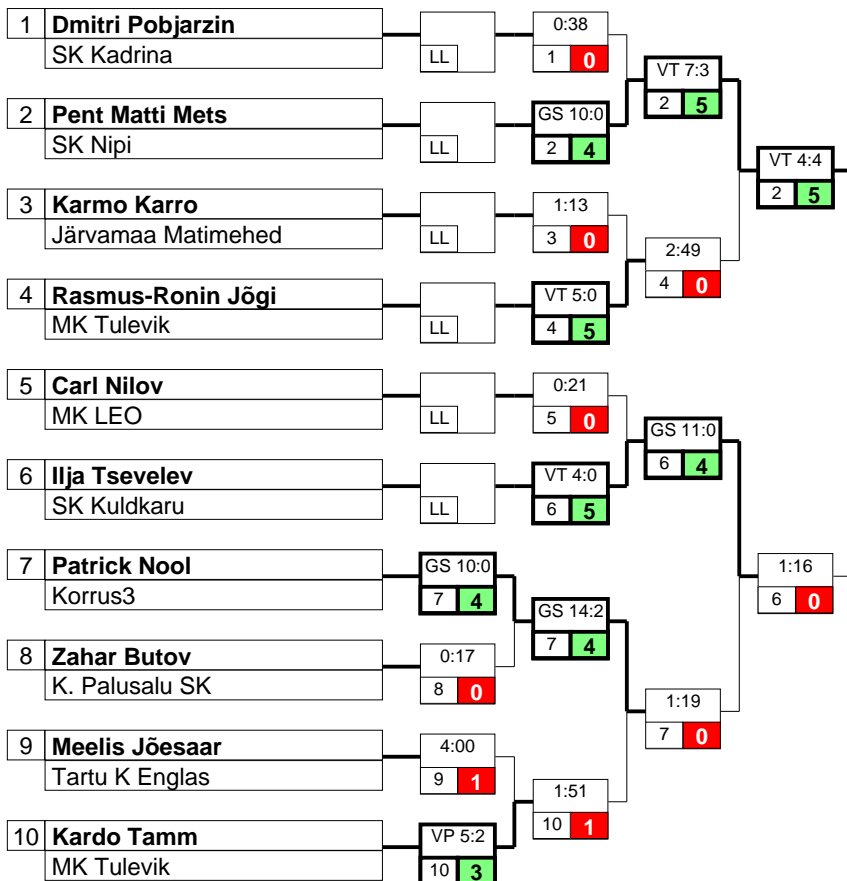 1 Dmitri Pobjarzin
SK Kadrina
LL
0:38
1 0
VT 7:3
2 5
2 Pent Matti Mets
SK Nipi
LL
GS 10:0
2 4
VT 4:4
2 5
3 Karmo Karro
Järvamaa Matimehed
LL
1:13
3 0
2:49
4 0
4 Rasmus-Ronin Jõgi
MK Tulevik
LL
VT 5:0
4 5
5 Carl Nilov
MK LEO
LL
0:21
5 0
GS 11:0
6 4
6 Ilja Tsevelev
SK Kuldkaru
LL
VT 4:0
6 5
7 Patrick Nool
Korrus3
GS 10:0
7 4
1:16
6 0
GS 14:2
7 4
8 Zahar Butov
K. Palusalu SK
0:17
8 0
1:19
7 0
9 Meelis Jõesaar
Tartu K Englas
4:00
9 1
1:51
10 1
10 Kardo Tamm
MK Tulevik
VP 5:2
10 3